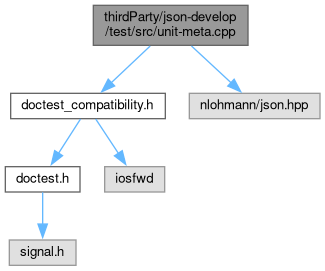 thirdParty/json-develop
/test/src/unit-meta.cpp
doctest_compatibility.h
nlohmann/json.hpp
doctest.h
iosfwd
signal.h